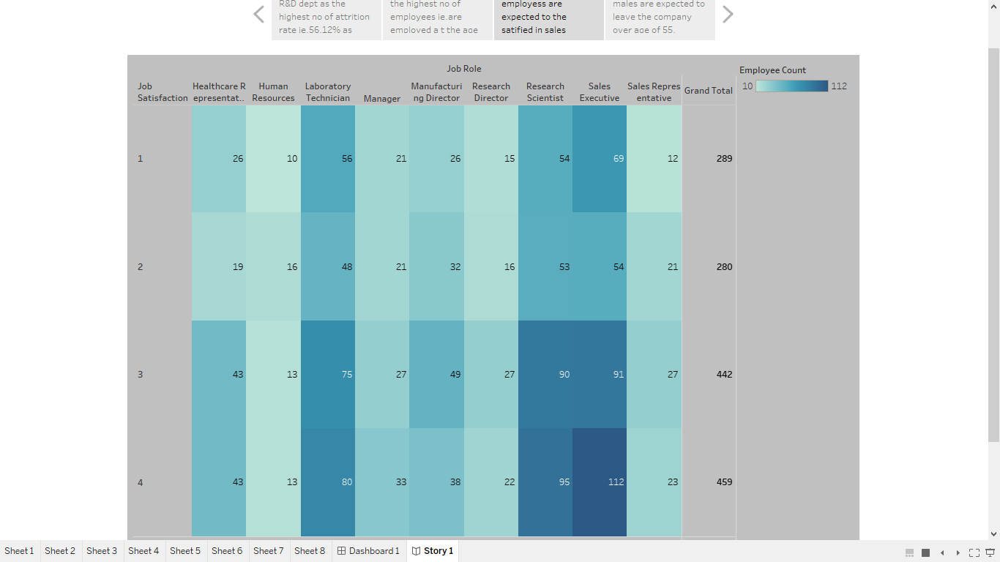 R&D dept as the
highest no of attrition
rate ie.56.12% as
the highest no of
employees ie.are
employed a t the age
employess are
expected to the
satified in sales
males are expected to
leave the company
over age of 55.
Job Role
Employee Count
10 112
Job
Satisfaction
Healthcare R
epresentat..
Human
Resources
Laboratory
Technician
Manager
Manufacturi
ng Director
Research
Director
Research
Scientist
Sales
Executive
Sales Repres
entative
Grand Total
1 26 10 56 21 26 15 54 69 12 289
2 19 16 48 21 32 16 53 54 21 280
3 43 13 75 27 49 27 90 91 27 442
4 43 13 80 33 38 22 95 112 23 459
Sheet 1 Sheet 2 Sheet 3 Sheet 4 Sheet 5 Sheet 6 Sheet 7 Sheet 8 Dashboard 1 Story 1